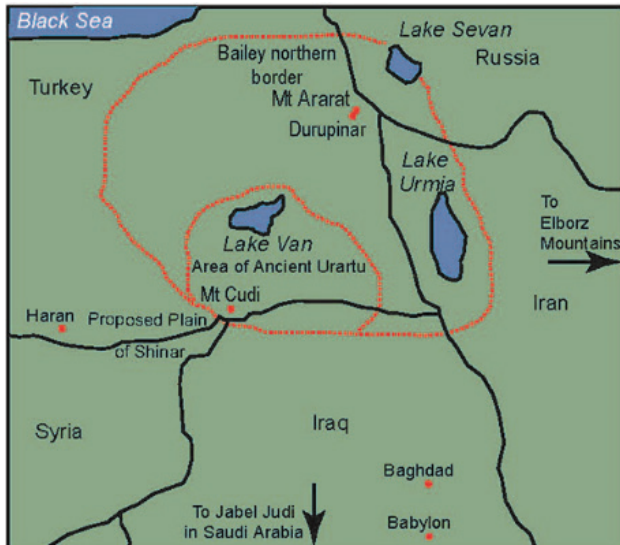 Black Sea
Lake Sevan
Russia
Bailey northern
border
Turkey
Mt Ararat
Durupinar
Lake
Urmia
To
Elborz
Mountains
Lake Van
Area of Ancient Urartu
Mt Cudi
Iran
Haran
Proposed Plain
of Shinar
Iraq
Syria
Baghdad
To Jabel Judi
in Saudi Arabia
Babylon